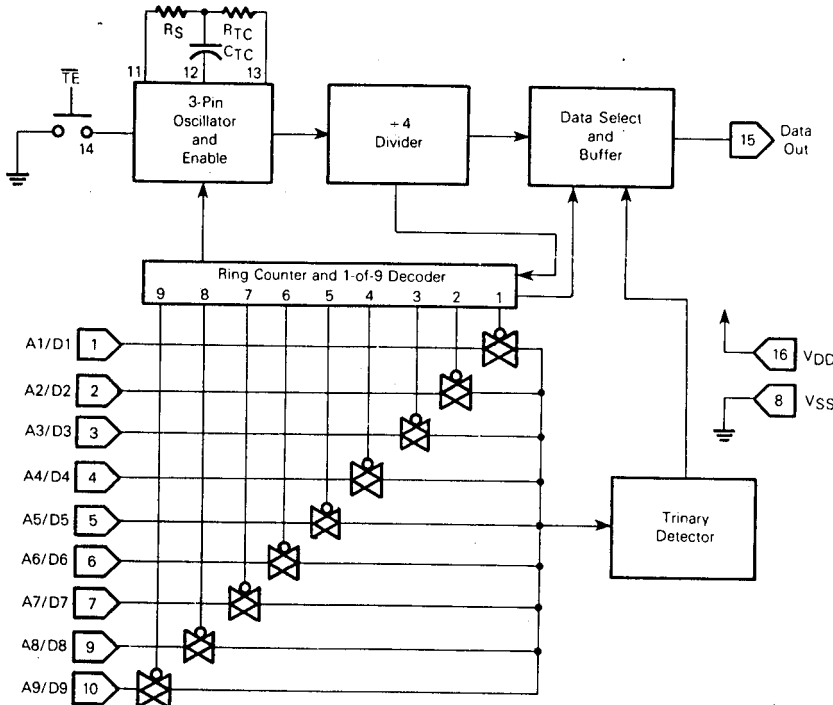 RS
RTC
CTC
11
12
13
TE
14
3-Pin
Oscillator
and
Enable
÷4
Divider
Data Select
and
Buffer
15
Data
Out
Ring Counter and 1-of-9 Decoder
9 8 7 6 5 4 3 2 1
A1/D1 1
A2/D2 2
A3/D3 3
A4/D4 4
A5/D5 5
A6/D6 6
A7/D7 7
A8/D8 9
A9/D9 10
16 VDD
8 VSS
Trinary
Detector